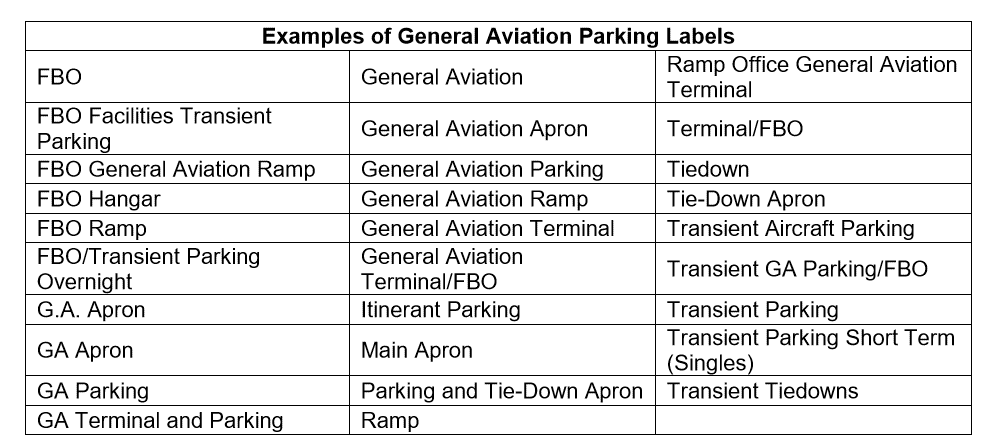 Examples of General Aviation Parking Labels
FBO
General Aviation
Ramp Office General Aviation
Terminal
FBO Facilities Transient
Parking
General Aviation Apron
Terminal/FBO
FBO General Aviation Ramp
General Aviation Parking
Tiedown
FBO Hangar
General Aviation Ramp
Tie-Down Apron
FBO Ramp
General Aviation Terminal
Transient Aircraft Parking
FBO/Transient Parking
Overnight
General Aviation
Terminal/FBO
Transient GA Parking/FBO
G.A. Apron
Itinerant Parking
Transient Parking
GA Apron
Main Apron
Transient Parking Short Term
(Singles)
GA Parking
Parking and Tie-Down Apron
Transient Tiedowns
GA Terminal and Parking
Ramp